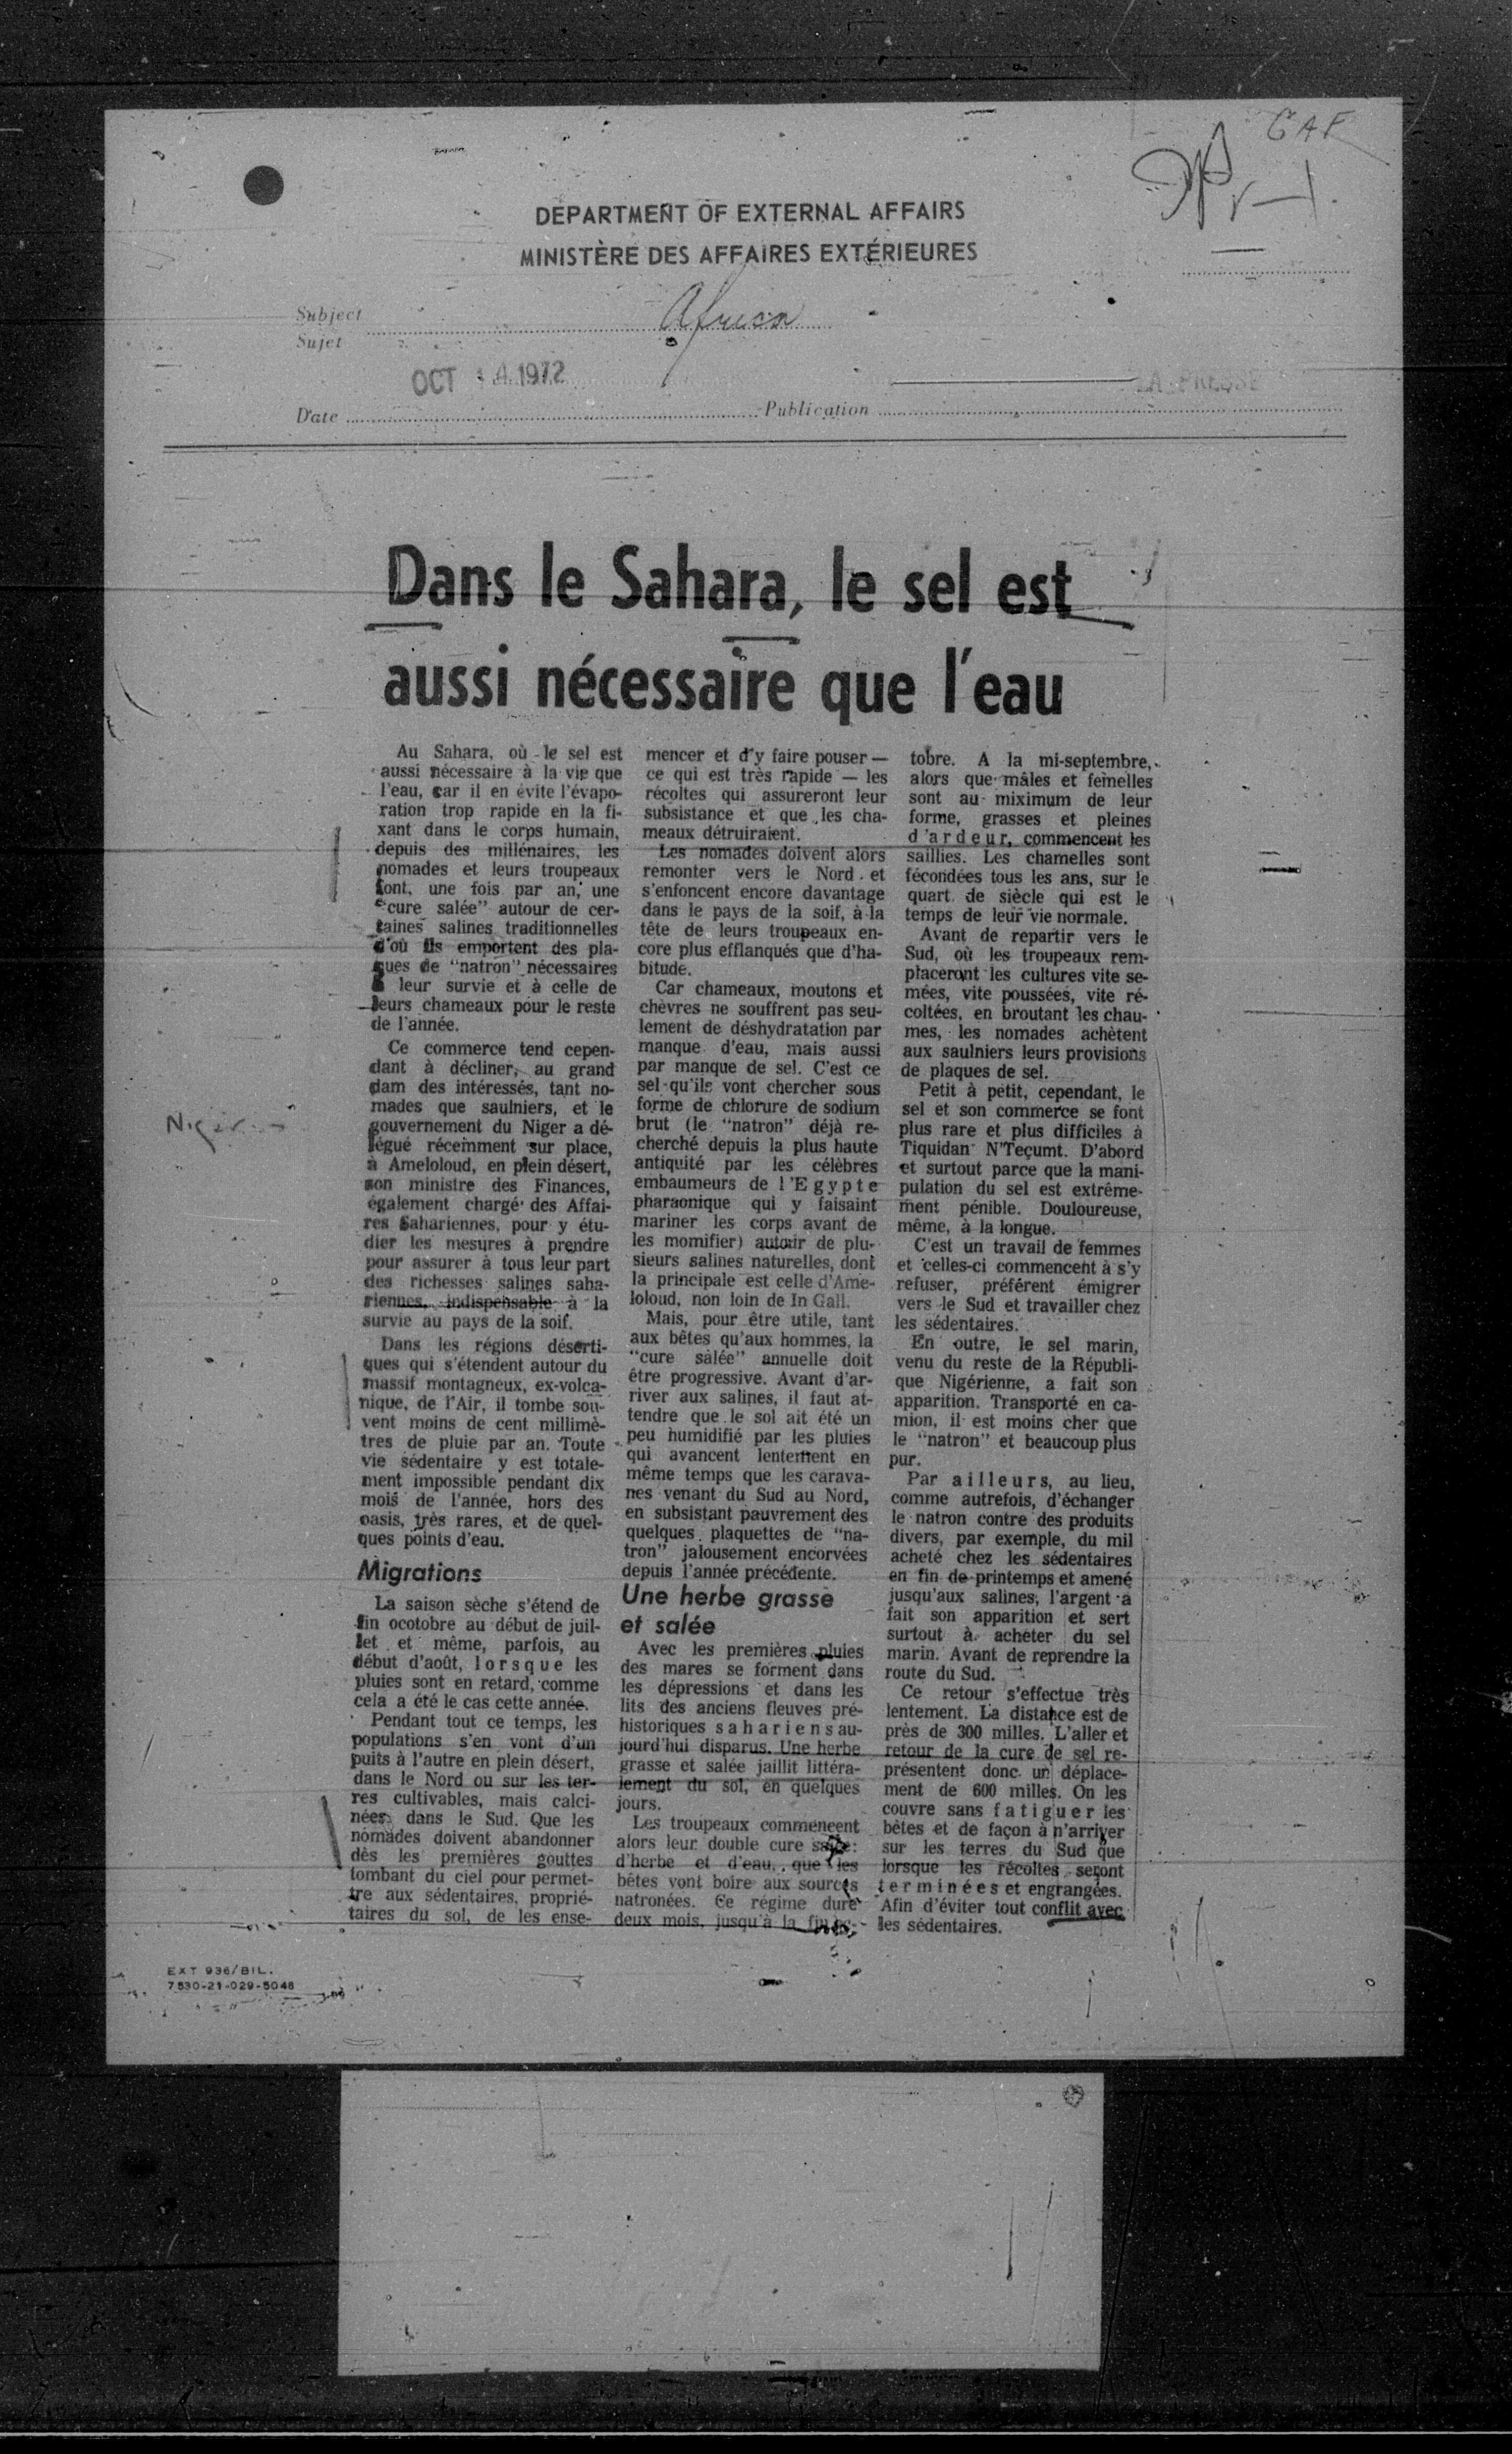 GAF
DEPARTMENT OF EXTERNAL AFFAIRS
MINISTÈRE DES AFFAIRES EXTÉRIEURES
Subject
Sujet
Africa
OCT 4 1972
LA PRESSE
Date
Publication
Dans le Sahara, le sel est
aussi nécessaire que l'eau
Au Sahara, où le sel est
aussi nécessaire à la vie que
l'eau, car il en évite l'évapo-
ration trop rapide en la fi-
xant dans le corps humain,
depuis des millénaires, les
nomades et leurs troupeaux
font, une fois par an, une
"cure salée" autour de cer-
taines salines traditionnelles
d'où ils emportent des pla-
ques de "natron" nécessaires
à leur survie et à celle de
leurs chameaux pour le reste
de l'année.
Ce commerce tend cepen-
dant à décliner, au grand
dam des intéressés, tant no-
mades que saulniers, et le
gouvernement du Niger a dé-
légué récemment sur place,
à Ameloloud, en plein désert,
son ministre des Finances,
également chargé des Affai-
res Sahariennes, pour y étu-
dier les mesures à prendre
pour assurer à tous leur part
des richesses salines saha-
riennes, indispensable à la
survie au pays de la soif.
Dans les régions déserti-
ques qui s'étendent autour du
massif montagneux, ex-volca-
nique, de l'Air, il tombe sou-
vent moins de cent millimè-
tres de pluie par an. Toute
vie sédentaire y est totale-
ment impossible pendant dix
mois de l'année, hors des
oasis, très rares, et de quel-
ques points d'eau.
Migrations
La saison sèche s'étend de
fin ocotobre au début de juil-
let et même, parfois, au
début d'août, lorsque les
pluies sont en retard, comme
cela a été le cas cette année.
Pendant tout ce temps, les
populations s'en vont d'un
puits à l'autre en plein désert,
dans le Nord ou sur les ter-
res cultivables, mais calci-
nées dans le Sud. Que les
nomades doivent abandonner
dès les premières gouttes
tombant du ciel pour permet-
tre aux sédentaires, proprié-
taires du sol, de les ense-
mencer et d'y faire pouser —
ce qui est très rapide — les
récoltes qui assureront leur
subsistance et que les cha-
meaux détruiraient.
Les nomades doivent alors
remonter vers le Nord et
s'enfoncent encore davantage
dans le pays de la soif, à la
tête de leurs troupeaux en-
core plus efflanqués que d'ha-
bitude.
Car chameaux, moutons et
chèvres ne souffrent pas seu-
lement de déshydratation par
manque d'eau, mais aussi
par manque de sel. C'est ce
sel qu'ils vont chercher sous
forme de chlorure de sodium
brut (le "natron" déjà re-
cherché depuis la plus haute
antiquité par les célèbres
embaumeurs de l'Egypte
pharaonique qui y faisaint
mariner les corps avant de
les momifier) autour de plu-
sieurs salines naturelles, dont
la principale est celle d'Ame-
loloud, non loin de In Gall.
Mais, pour être utile, tant
aux bêtes qu'aux hommes, la
"cure salée" annuelle doit
être progressive. Avant d'ar-
river aux salines, il faut at-
tendre que le sol ait été un
peu humidifié par les pluies
qui avancent lentement en
même temps que les carava-
nes venant du Sud au Nord,
en subsistant pauvrement des
quelques plaquettes de "na-
tron" jalousement encorvées
depuis l'année précédente.
Une herbe grasse
et salée
Avec les premières pluies
des mares se forment dans
les dépressions et dans les
lits des anciens fleuves pré-
historiques sahariens au-
jourd'hui disparus. Une herbe
grasse et salée jaillit littéra-
lement du sol, en quelques
jours.
Les troupeaux commencent
alors leur double cure salée:
d'herbe et d'eau, que les
bêtes vont boire aux sources
natronées. Ce régime dure
deux mois, jusqu'à la fin oc-
tobre. A la mi-septembre,
alors que mâles et femelles
sont au miximum de leur
forme, grasses et pleines
d'ardeur, commencent les
saillies. Les chamelles sont
fécondées tous les ans, sur le
quart de siècle qui est le
temps de leur vie normale.
Avant de repartir vers le
Sud, où les troupeaux rem-
placeront les cultures vite se-
mées, vite poussées, vite ré-
coltées, en broutant les chau-
mes, les nomades achètent
aux saulniers leurs provisions
de plaques de sel.
Petit à petit, cependant, le
sel et son commerce se font
plus rare et plus difficiles à
Tiquidan N'Teçumt. D'abord
et surtout parce que la mani-
pulation du sel est extrême-
ment pénible. Douloureuse,
même, à la longue.
C'est un travail de femmes
et celles-ci commencent à s'y
refuser, préférent émigrer
vers le Sud et travailler chez
les sédentaires.
En outre, le sel marin,
venu du reste de la Républi-
que Nigérienne, a fait son
apparition. Transporté en ca-
mion, il est moins cher que
le "natron" et beaucoup plus
pur.
Par ailleurs, au lieu,
comme autrefois, d'échanger
le natron contre des produits
divers, par exemple, du mil
acheté chez les sédentaires
en fin de printemps et amené
jusqu'aux salines, l'argent a
fait son apparition et sert
surtout à acheter du sel
marin. Avant de reprendre la
route du Sud.
Ce retour s'effectue très
lentement. La distance est de
près de 300 milles. L'aller et
retour de la cure de sel re-
présentent donc un déplace-
ment de 600 milles. On les
couvre sans fatiguer les
bêtes et de façon à n'arriver
sur les terres du Sud que
lorsque les récoltes seront
terminées et engrangées.
Afin d'éviter tout conflit avec
les sédentaires.
Niger
EXT 936/BIL.
7530-21-029-5046